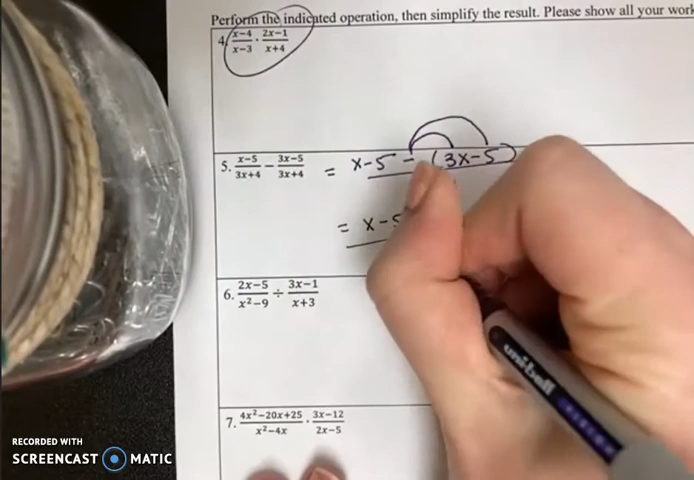 Perform the indicated operation, then simplify the result. Please show all your work
4. x-4/x-3 · 2x-1/x+4
5. x-5/3x+4 - 3x-5/3x+4 = x-5-(3x-5)
= x-5
6. 2x-5/x²-9 ÷ 3x-1/x+3
7. 4x²-20x+25/x²-4x · 3x-12/2x-5
uni-ball
RECORDED WITH
SCREENCAST MATIC